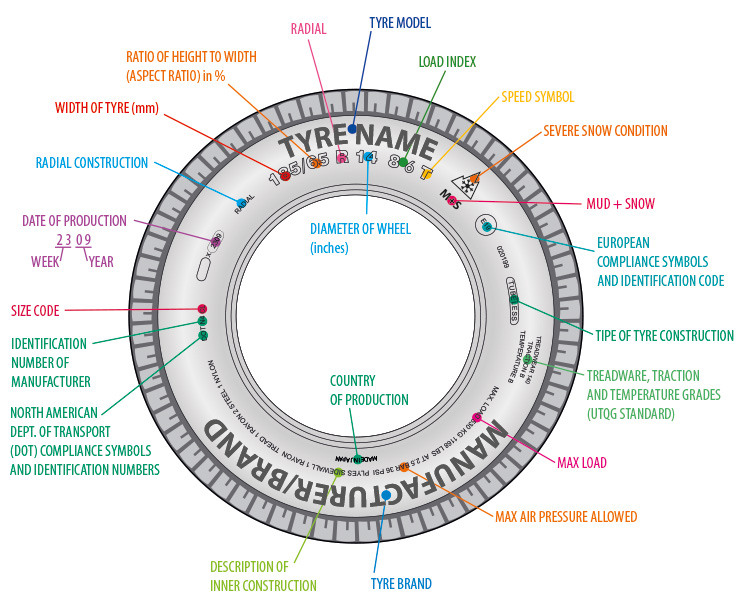 RADIAL
TYRE MODEL
RATIO OF HEIGHT TO WIDTH
(ASPECT RATIO) in %
LOAD INDEX
SPEED SYMBOL
WIDTH OF TYRE (mm)
SEVERE SNOW CONDITION
TYRE NAME
185/65 R 14 86 T
RADIAL CONSTRUCTION
RADIAL
M+S
MUD + SNOW
DATE OF PRODUCTION
23 09
WEEK YEAR
DIAMETER OF WHEEL
(inches)
EUROPEAN
COMPLIANCE SYMBOLS
AND IDENTIFICATION CODE
020199
TUBELESS
SIZE CODE
TIPE OF TYRE CONSTRUCTION
IDENTIFICATION
NUMBER OF
MANUFACTURER
TREADWEAR 140
TRACTION B
TEMPERATURE B
TREADWARE, TRACTION
AND TEMPERATURE GRADES
(UTQG STANDARD)
COUNTRY
OF PRODUCTION
NORTH AMERICAN
DEPT. OF TRANSPORT
(DOT) COMPLIANCE SYMBOLS
AND IDENTIFICATION NUMBERS
MAX. LOAD 530 KG 1168 LBS. AT 2.5 BAR 36 PSI. PLYES SIDEWALL 1 RAYON TREAD 1 RAYON 2 STEEL 1 NYLON
MADE IN JAPAN
MANUFACTURER/BRAND
MAX LOAD
MAX AIR PRESSURE ALLOWED
DESCRIPTION OF
INNER CONSTRUCTION
TYRE BRAND